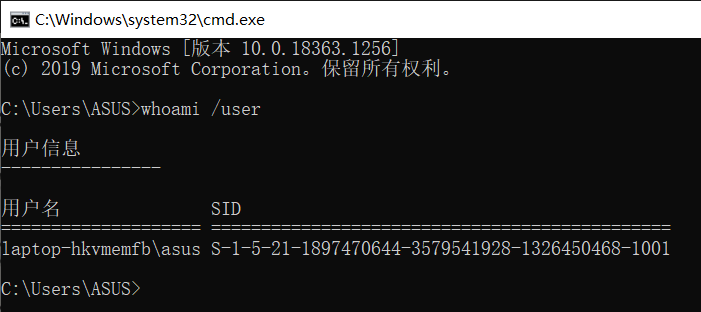 C:\Windows\system32\cmd.exe
Microsoft Windows [版本 10.0.18363.1256]
(c) 2019 Microsoft Corporation。保留所有权利。
C:\Users\ASUS>whoami /user
用户信息
----------------
用户名 SID
==================== ==============================================
laptop-hkvmemfb\asus S-1-5-21-1897470644-3579541928-1326450468-1001
C:\Users\ASUS>